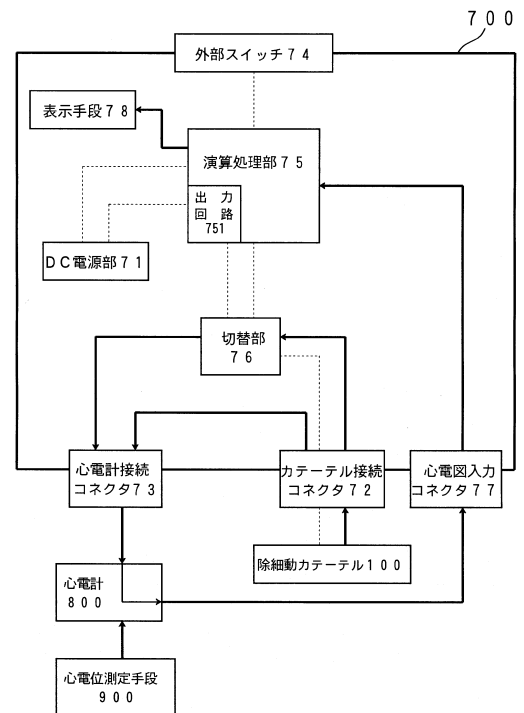 ７００
外部スイッチ７４
表示手段７８
演算処理部７５
出　力
回　路
751
ＤＣ電源部７１
切替部
７６
心電計接続
コネクタ７３
カテーテル接続
コネクタ７２
心電図入力
コネクタ７７
除細動カテーテル１００
心電計
８００
心電位測定手段
９００